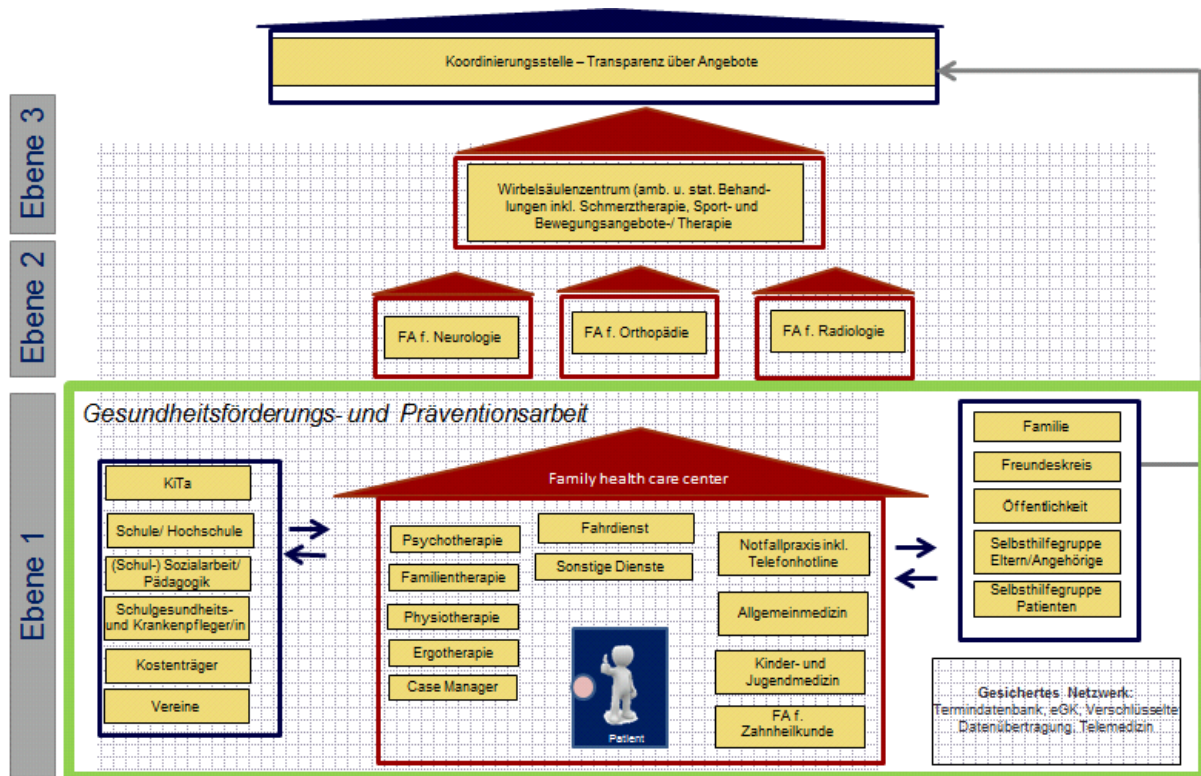 Koordinierungsstelle – Transparenz über Angebote
Ebene 3
Wirbelsäulenzentrum (amb. u. stat. Behand-
lungen inkl. Schmerztherapie, Sport- und
Bewegungsangebote-/ Therapie
Ebene 2
FA f. Neurologie
FA f. Orthopädie
FA f. Radiologie
Ebene 1
Gesundheitsförderungs- und Präventionsarbeit
KiTa
Schule/ Hochschule
(Schul-) Sozialarbeit/
Pädagogik
Schulgesundheits-
und Krankenpfleger/in
Kostenträger
Vereine
Family health care center
Psychotherapie
Familientherapie
Physiotherapie
Ergotherapie
Case Manager
Fahrdienst
Sonstige Dienste
Patient
Notfallpraxis inkl.
Telefonhotline
Allgemeinmedizin
Kinder- und
Jugendmedizin
FA f.
Zahnheilkunde
Familie
Freundeskreis
Öffentlichkeit
Selbsthilfegruppe
Eltern/Angehörige
Selbsthilfegruppe
Patienten
Gesichertes Netzwerk:
Termindatenbank, eGK, Verschlüsselte
Datenübertragung, Telemedizin